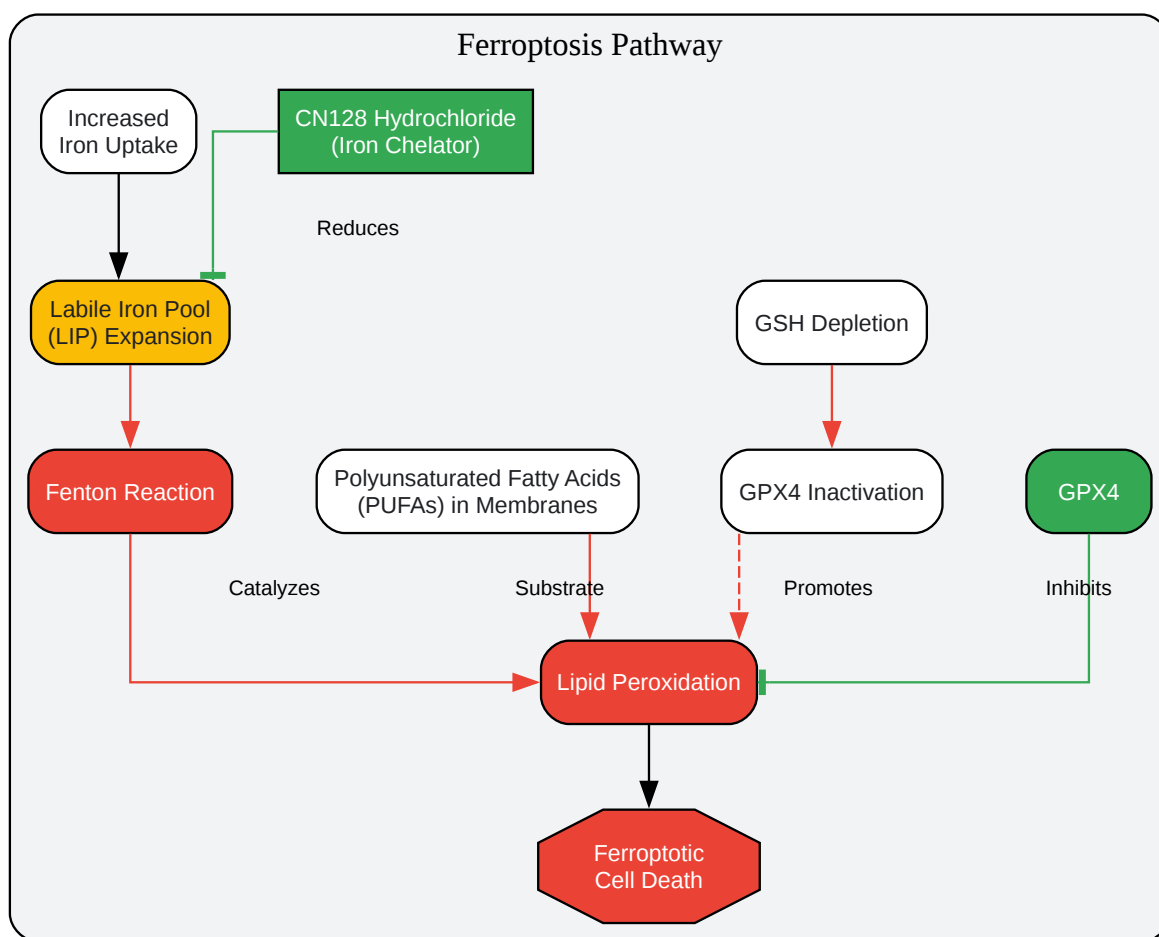 Ferroptosis Pathway
Increased
Iron Uptake
CN128 Hydrochloride
(Iron Chelator)
Reduces
Labile Iron Pool
(LIP) Expansion
GSH Depletion
Fenton Reaction
Polyunsaturated Fatty Acids
(PUFAs) in Membranes
GPX4 Inactivation
GPX4
Catalyzes
Substrate
Promotes
Inhibits
Lipid Peroxidation
Ferroptotic
Cell Death